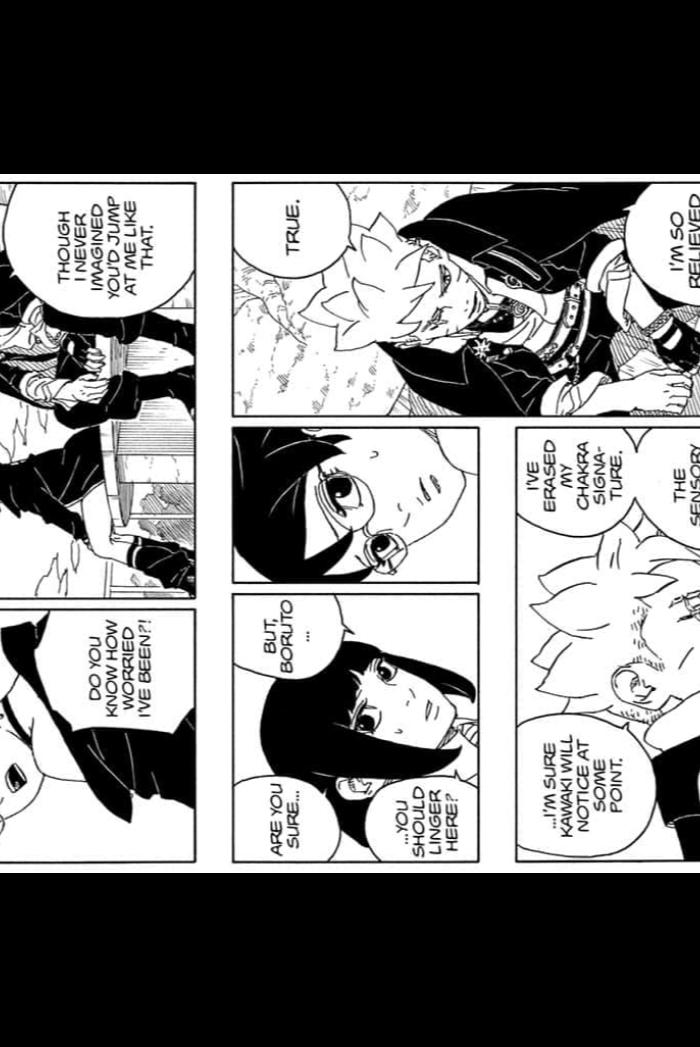 THOUGH
I NEVER
IMAGINED
YOU'D JUMP
AT ME LIKE
THAT.
DO YOU
KNOW HOW
WORRIED
I'VE BEEN?!
TRUE.
I'M SO
RELIEVED
BUT,
BORUTO
...
ARE YOU
SURE...
...YOU
SHOULD
LINGER
HERE?
I'VE
ERASED
MY
CHAKRA
SIGNA-
TURE.
THE
SENSORY
...I'M SURE
KAWAKI WILL
NOTICE AT
SOME
POINT.